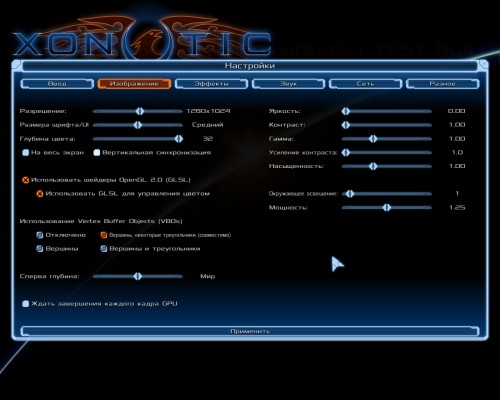 XONOTIC
Настройки
Ввод Изображение Эффекты Звук Сеть Разное
Разрешение: 1280x1024
Размера шрифта/UI Средний
Глубина цвета: 32
На весь экран Вертикальная синхронизация
Использовать шейдеры OpenGL 2.0 (GLSL)
Использовать GLSL для управления цветом
Использование Vertex Buffer Objects (VBOs)
Отключено Вершины, некоторые треугольники (совместимо)
Вершины Вершины и треугольники
Сперва глубина: Мир
Ждать завершения каждого кадра GPU
Яркость: 0.00
Контраст: 1.00
Гамма: 1.00
Усиление контраста: 1.0
Насыщенность: 1.00
Окружающее освещение: 1
Мощность: 1.25
Применить